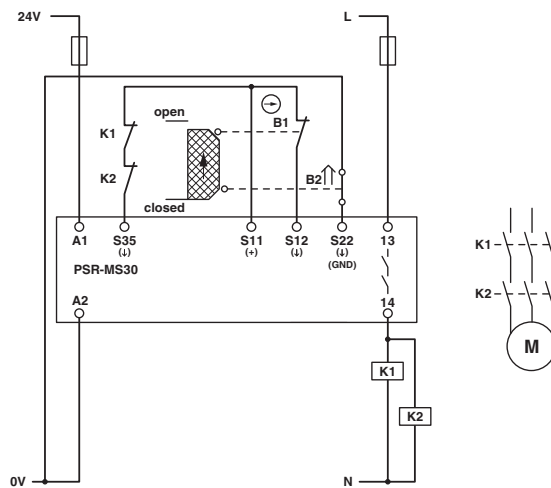 24V
L
open
B1
K1
K2
B2
closed
A1 S35 S11 S12 S22 13
(↓) (+) (↓) (↓)
(GND)
PSR-MS30
A2
14
K1
K2
M
K1
K2
0V
N